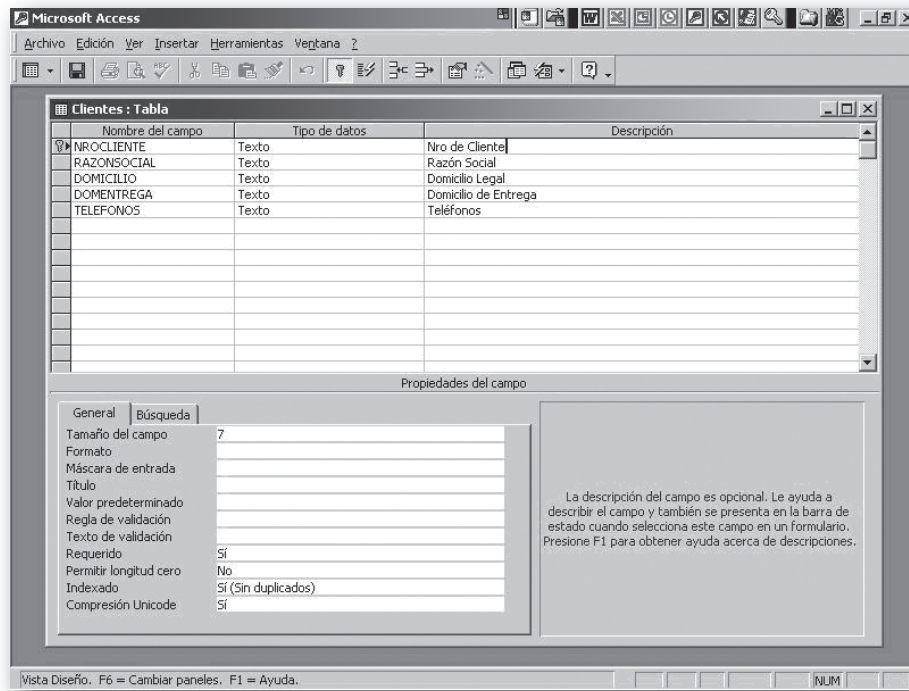 Microsoft Access
Archivo Edición Ver Insertar Herramientas Ventana ?
Clientes : Tabla
Nombre del campo Tipo de datos Descripción
NROCLIENTE Texto Nro de Cliente
RAZONSOCIAL Texto Razón Social
DOMICILIO Texto Domicilio Legal
DOMENTREGA Texto Domicilio de Entrega
TELEFONOS Texto Teléfonos
Propiedades del campo
General Búsqueda
Tamaño del campo 7
Formato
Máscara de entrada
Título
Valor predeterminado
Regla de validación
Texto de validación
Requerido Sí
Permitir longitud cero No
Indexado Sí (Sin duplicados)
Compresión Unicode Sí
La descripción del campo es opcional. Le ayuda a
describir el campo y también se presenta en la barra de
estado cuando selecciona este campo en un formulario.
Presione F1 para obtener ayuda acerca de descripciones.
Vista Diseño. F6 = Cambiar paneles. F1 = Ayuda. NUM